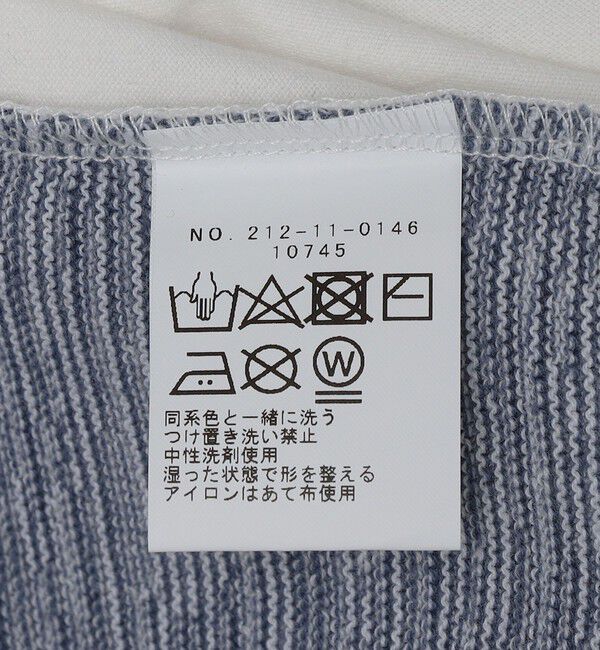 NO. 212-11-0146
10745
W
同系色と一緒に洗う
つけ置き洗い禁止
中性洗剤使用
湿った状態で形を整える
アイロンはあて布使用